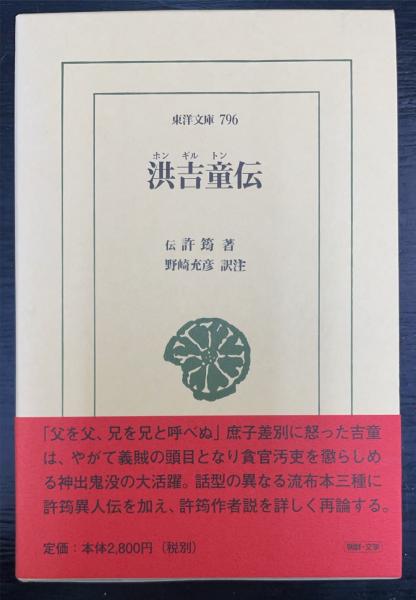 東洋文庫 796
ホン ギル トン
洪吉童伝
伝 許筠 著
野崎充彦 訳注
「父を父、兄を兄と呼べぬ」庶子差別に怒った吉童
は、やがて義賊の頭目となり貪官汚吏を懲らしめ
る神出鬼没の大活躍。話型の異なる流布本三種に
許筠異人伝を加え、許筠作者説を詳しく再論する。
定価：本体2,800円（税別）
朝鮮・文学